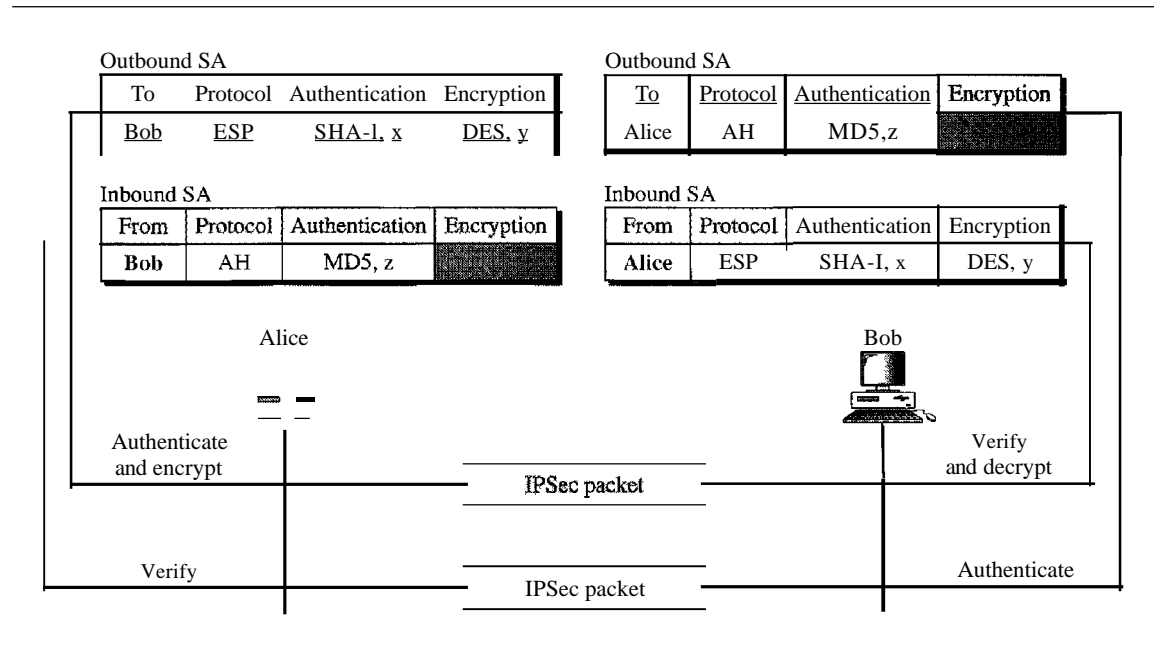 Outbound SA
To Protocol Authentication Encryption
Bob ESP SHA-l, x DES, y
Outbound SA
To Protocol Authentication Encryption
Alice AH MD5,z
Inbound SA
From Protocol Authentication Encryption
Bob AH MD5, z
Inbound SA
From Protocol Authentication Encryption
Alice ESP SHA-I, x DES, y
Alice
Bob
Authenticate
and encrypt
IPSec packet
Verify
and decrypt
Verify
IPSec packet
Authenticate